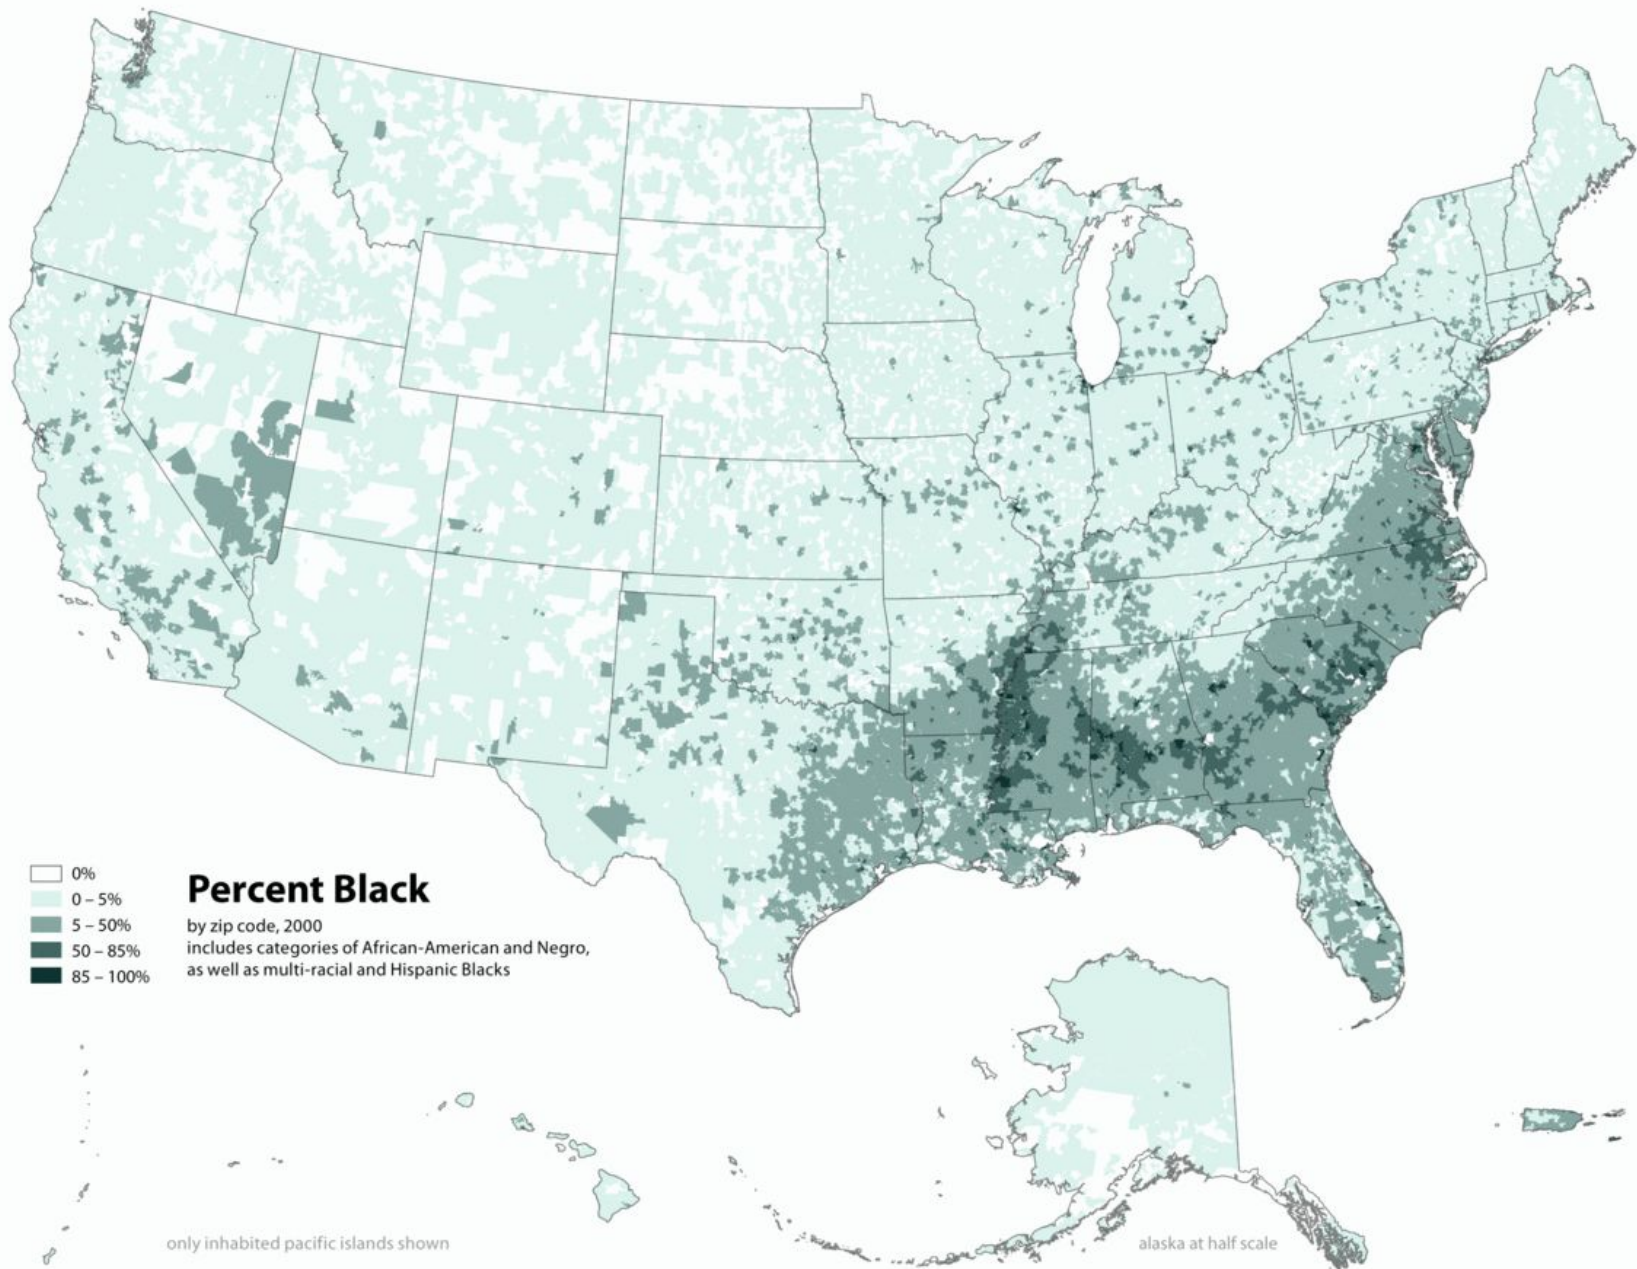 0%
0 – 5%
5 – 50%
50 – 85%
85 – 100%
Percent Black
by zip code, 2000
includes categories of African-American and Negro,
as well as multi-racial and Hispanic Blacks
only inhabited pacific islands shown
alaska at half scale